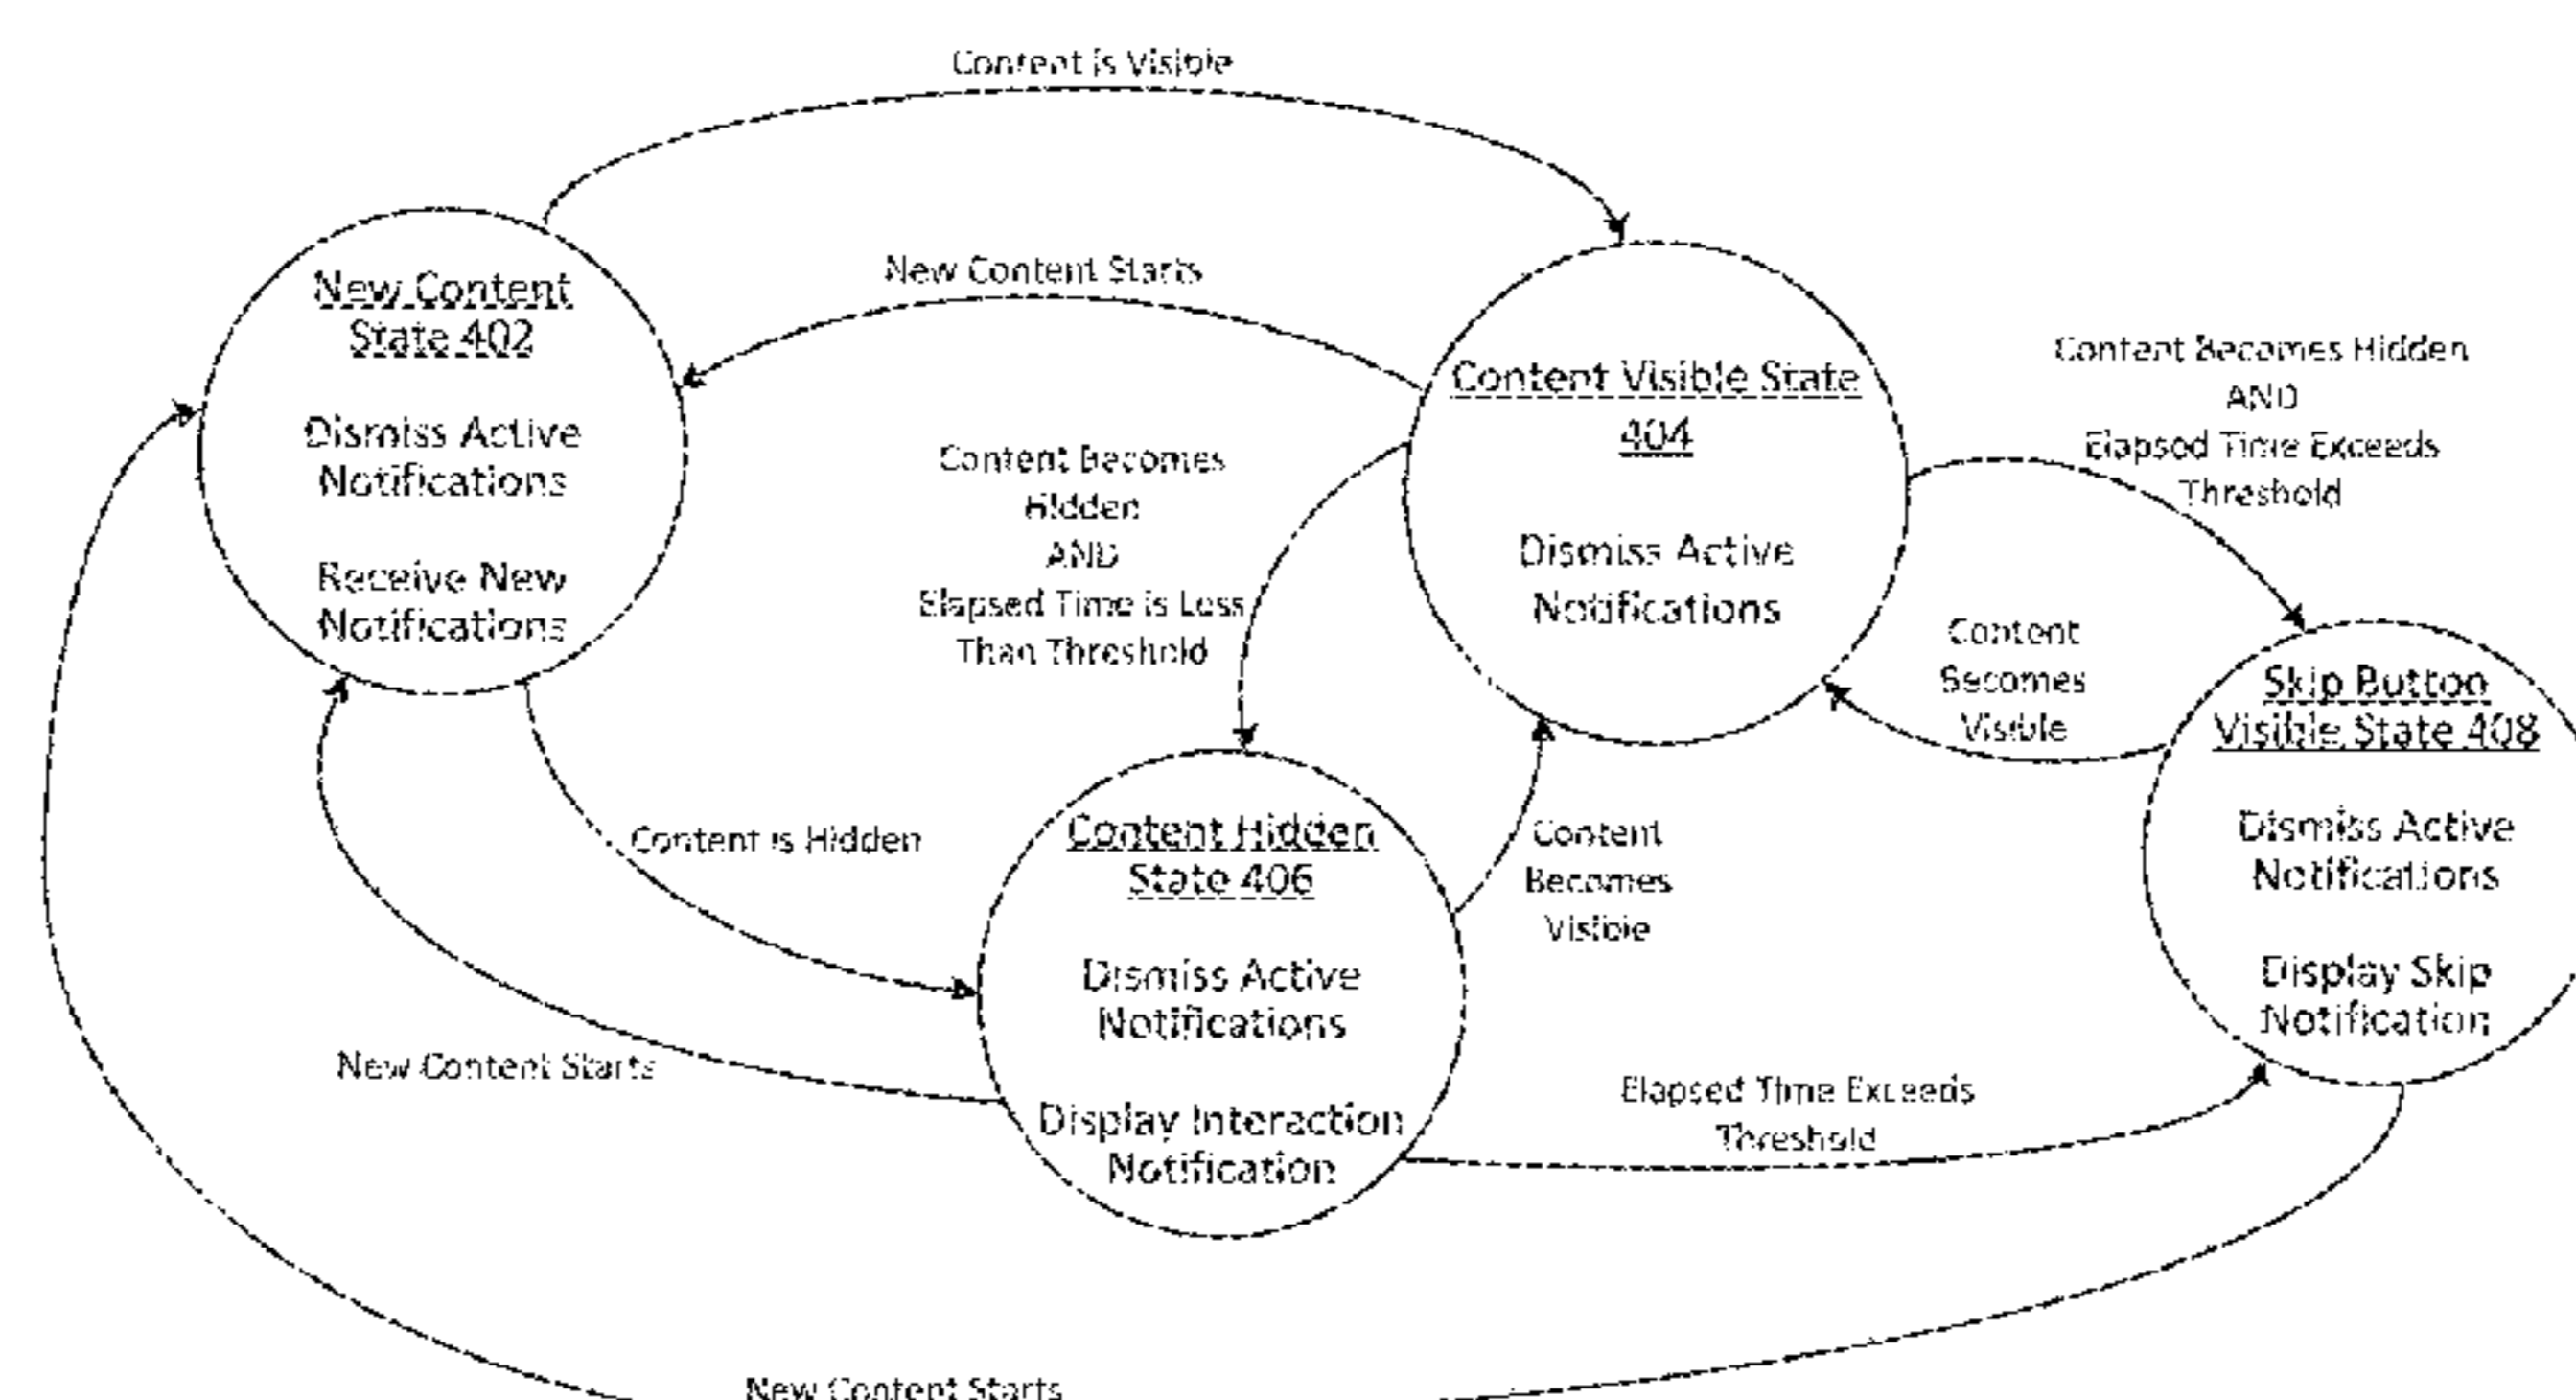 Content is Visible
New Content
State 402
Dismiss Active
Notifications
Receive New
Notifications
New Content Starts
Content Visible State
404
Dismiss Active
Notifications
Content Becomes Hidden
AND
Elapsed Time Exceeds
Threshold
Content Becomes
Hidden
AND
Elapsed Time is Less
Than Threshold
Content
Becomes
Visible
Skip Button
Visible State 408
Dismiss Active
Notifications
Display Skip
Notification
Content is Hidden
Content Hidden
State 406
Dismiss Active
Notifications
Display Interaction
Notification
Content
Becomes
Visible
New Content Starts
Elapsed Time Exceeds
Threshold
New Content Starts